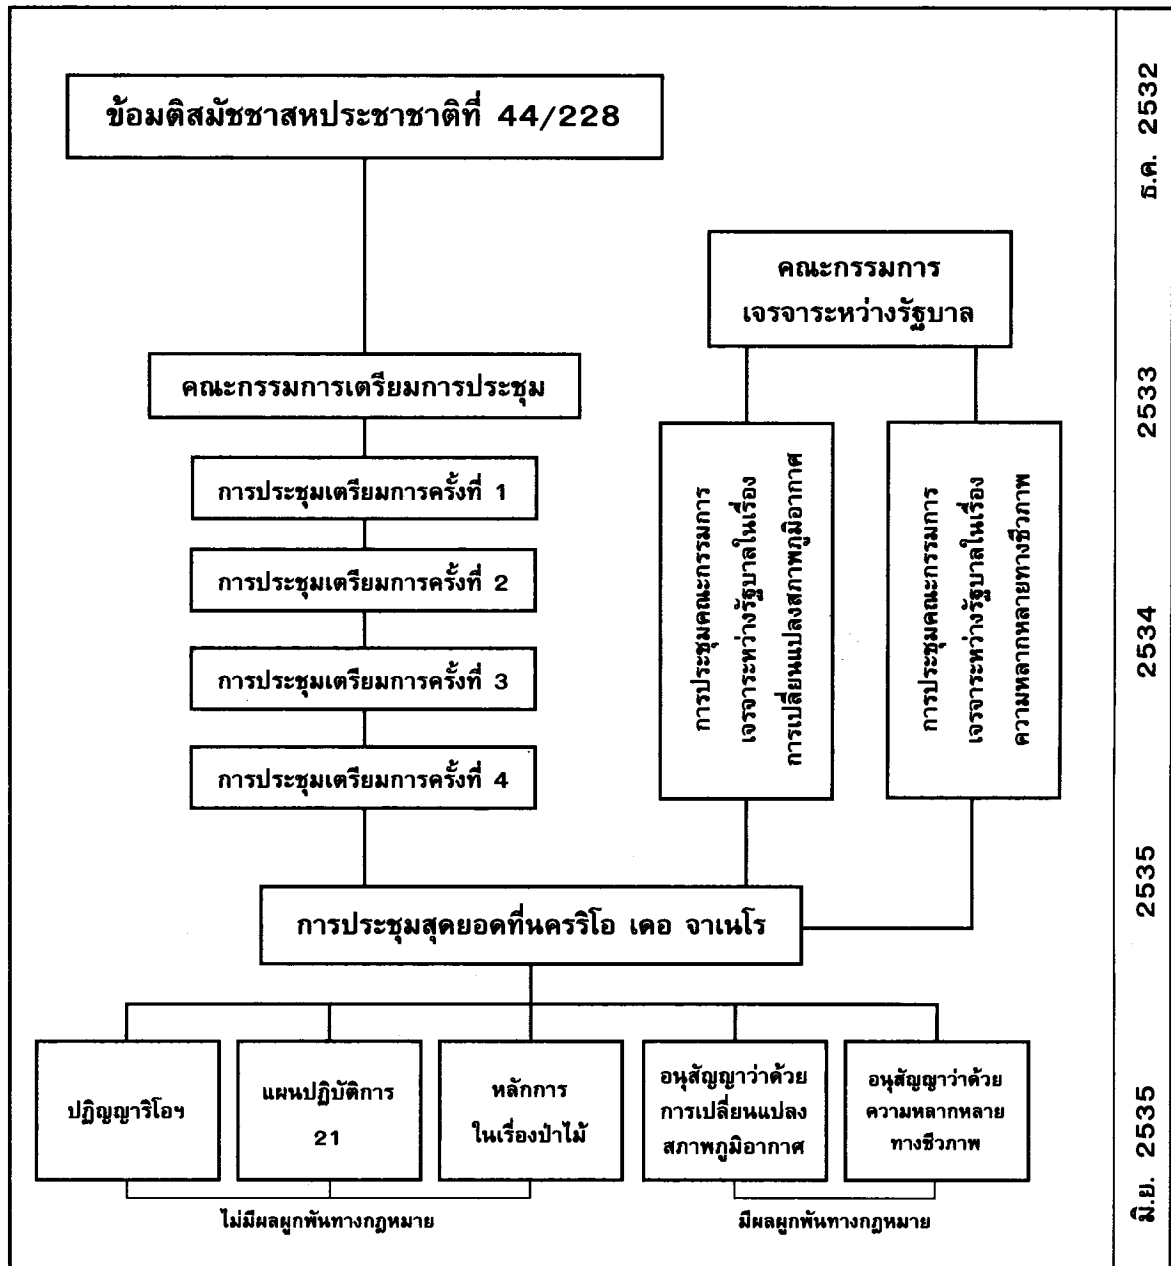 ข้อมติสมัชชาสหประชาชาติที่ 44/228
คณะกรรมการ
เจรจาระหว่างรัฐบาล
คณะกรรมการเตรียมการประชุม
การประชุมเตรียมการครั้งที่ 1
การประชุมเตรียมการครั้งที่ 2
การประชุมเตรียมการครั้งที่ 3
การประชุมเตรียมการครั้งที่ 4
การประชุมคณะกรรมการ
เจรจาระหว่างรัฐบาลในเรื่อง
การเปลี่ยนแปลงสภาพภูมิอากาศ
การประชุมคณะกรรมการ
เจรจาระหว่างรัฐบาลในเรื่อง
ความหลากหลายทางชีวภาพ
การประชุมสุดยอดที่นครริโอ เดอ จาเนโร
ปฏิญญาริโอฯ
แผนปฏิบัติการ
21
หลักการ
ในเรื่องป่าไม้
อนุสัญญาว่าด้วย
การเปลี่ยนแปลง
สภาพภูมิอากาศ
อนุสัญญาว่าด้วย
ความหลากหลาย
ทางชีวภาพ
ไม่มีผลผูกพันทางกฎหมาย
มีผลผูกพันทางกฎหมาย
ธ.ค. 2532
2533
2534
2535
มิ.ย. 2535